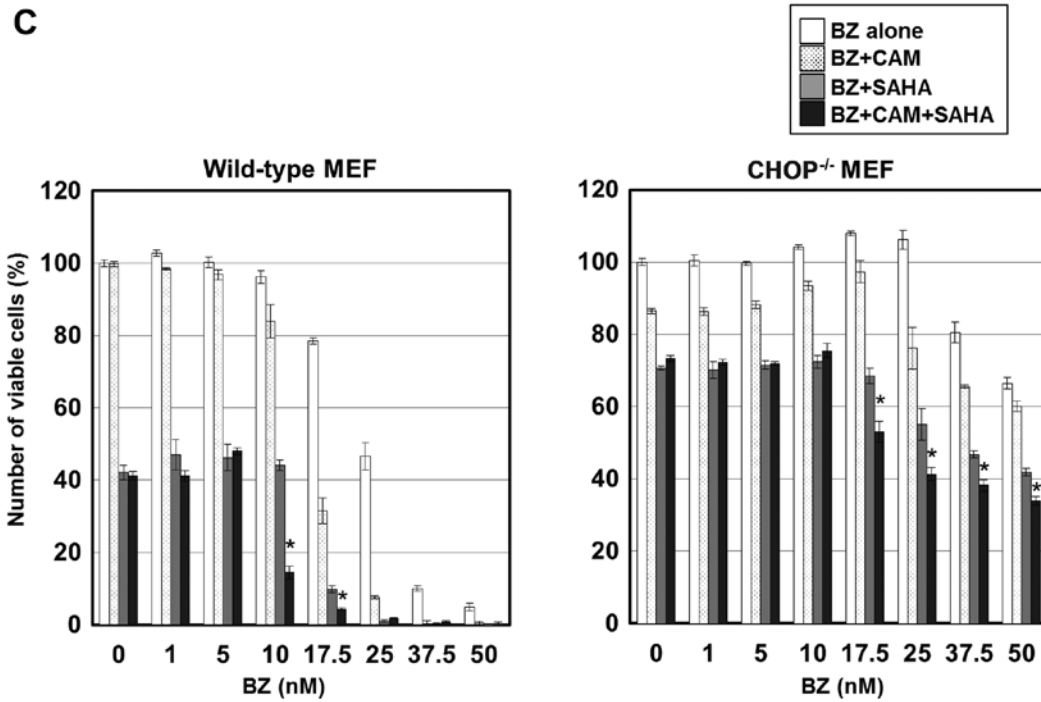 C
BZ alone
BZ+CAM
BZ+SAHA
BZ+CAM+SAHA
Wild-type MEF
Number of viable cells (%)
120
100
80
60
40
20
0
* *
0 1 5 10 17.5 25 37.5 50
BZ (nM)
CHOP-/- MEF
120
100
80
60
40
20
0
* * * *
0 1 5 10 17.5 25 37.5 50
BZ (nM)